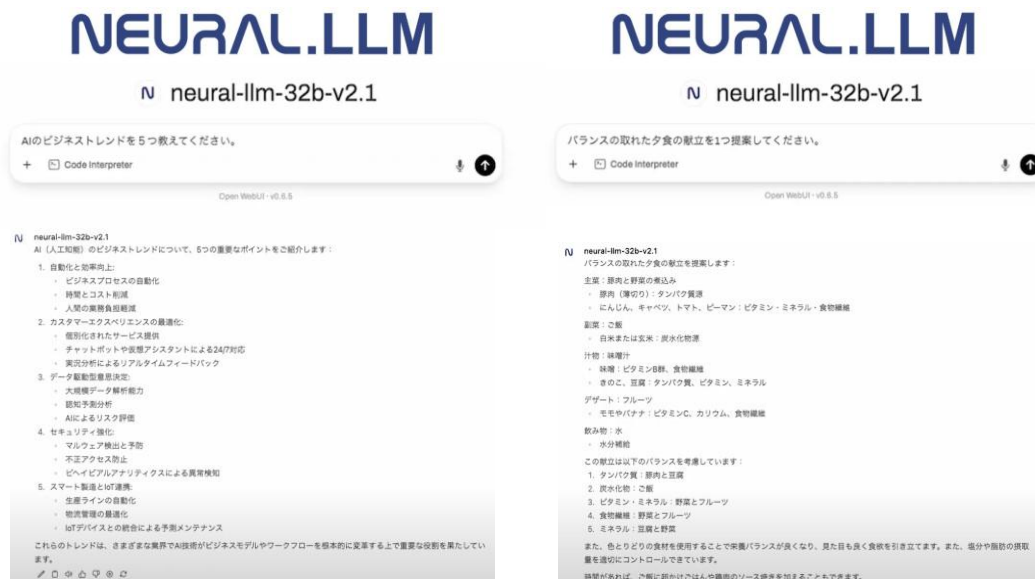 NEURAL.LLM
neural-llm-32b-v2.1
AIのビジネストレンドを5つ教えてください。
Code Interpreter
Open WebUI · v0.6.5
neural-llm-32b-v2.1
AI(人工知能)のビジネストレンドについて、5つの重要なポイントをご紹介します:
1. 自動化と効率向上:
◦ ビジネスプロセスの自動化
◦ 時間とコスト削減
◦ 人間の業務負担軽減
2. カスタマーエクスペリエンスの最適化:
◦ 個別化されたサービス提供
◦ チャットボットや仮想アシスタントによる24/7対応
◦ 実況分析によるリアルタイムフィードバック
3. データ駆動型意思決定:
◦ 大規模データ解析能力
◦ 認知予測分析
◦ AIによるリスク評価
4. セキュリティ強化:
◦ マルウェア検出と予防
◦ 不正アクセス防止
◦ ビヘイビアルアナリティクスによる異常検知
5. スマート製造とIoT連携:
◦ 生産ラインの自動化
◦ 物流管理の最適化
◦ IoTデバイスとの統合による予測メンテナンス
これらのトレンドは、さまざまな業界でAI技術がビジネスモデルやワークフローを根本的に変革する上で重要な役割を果たしてい
ます。
NEURAL.LLM
neural-llm-32b-v2.1
バランスの取れた夕食の献立を1つ提案してください。
Code Interpreter
Open WebUI · v0.6.5
neural-llm-32b-v2.1
バランスの取れた夕食の献立を提案します:
主菜:豚肉と野菜の煮込み
◦ 豚肉(薄切り):タンパク質源
◦ にんじん、キャベツ、トマト、ピーマン:ビタミン・ミネラル・食物繊維
副菜:ご飯
◦ 白米または玄米:炭水化物源
汁物:味噌汁
◦ 味噌:ビタミンB群、食物繊維
◦ きのこ、豆腐:タンパク質、ビタミン、ミネラル
デザート:フルーツ
◦ モモやバナナ:ビタミンC、カリウム、食物繊維
飲み物:水
◦ 水分補給
この献立は以下のバランスを考慮しています:
1. タンパク質:豚肉と豆腐
2. 炭水化物:ご飯
3. ビタミン・ミネラル:野菜とフルーツ
4. 食物繊維:野菜とフルーツ
5. ミネラル:豆腐と野菜
また、色とりどりの食材を使用することで栄養バランスが良くなり、見た目も良く食欲を引き立てます。また、塩分や脂肪の摂取
量を適切にコントロールできています。
時間があれば、ご飯に卵かけごはんや鶏肉のソース焼きを加えることもできます。